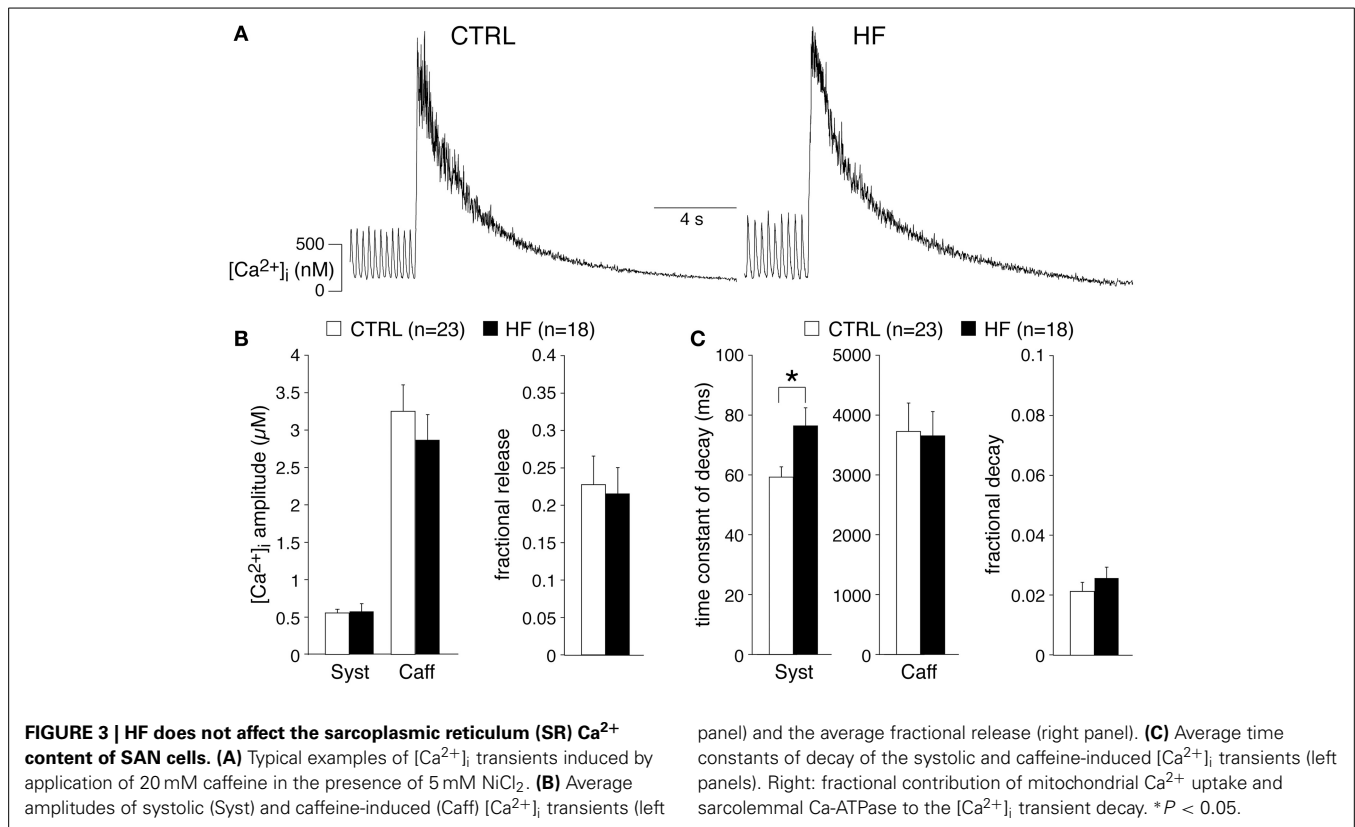 A
CTRL
HF
4 s
500
[Ca²⁺]ᵢ (nM)
0
B
CTRL (n=23) HF (n=18)
4
3.5
3
2.5
2
1.5
1
0.5
0
[Ca²⁺]ᵢ amplitude (µM)
Syst Caff
0.4
0.35
0.3
0.25
0.2
0.15
0.1
0.05
0
fractional release
C
CTRL (n=23) HF (n=18)
100
80
60
40
20
0
time constant of decay (ms)
*
Syst
5000
4000
3000
2000
1000
0
Caff
0.1
0.08
0.06
0.04
0.02
0
fractional decay
FIGURE 3 | HF does not affect the sarcoplasmic reticulum (SR) Ca²⁺
content of SAN cells. (A) Typical examples of [Ca²⁺]ᵢ transients induced by
application of 20 mM caffeine in the presence of 5 mM NiCl₂. (B) Average
amplitudes of systolic (Syst) and caffeine-induced (Caff) [Ca²⁺]ᵢ transients (left
panel) and the average fractional release (right panel). (C) Average time
constants of decay of the systolic and caffeine-induced [Ca²⁺]ᵢ transients (left
panels). Right: fractional contribution of mitochondrial Ca²⁺ uptake and
sarcolemmal Ca-ATPase to the [Ca²⁺]ᵢ transient decay. *P < 0.05.